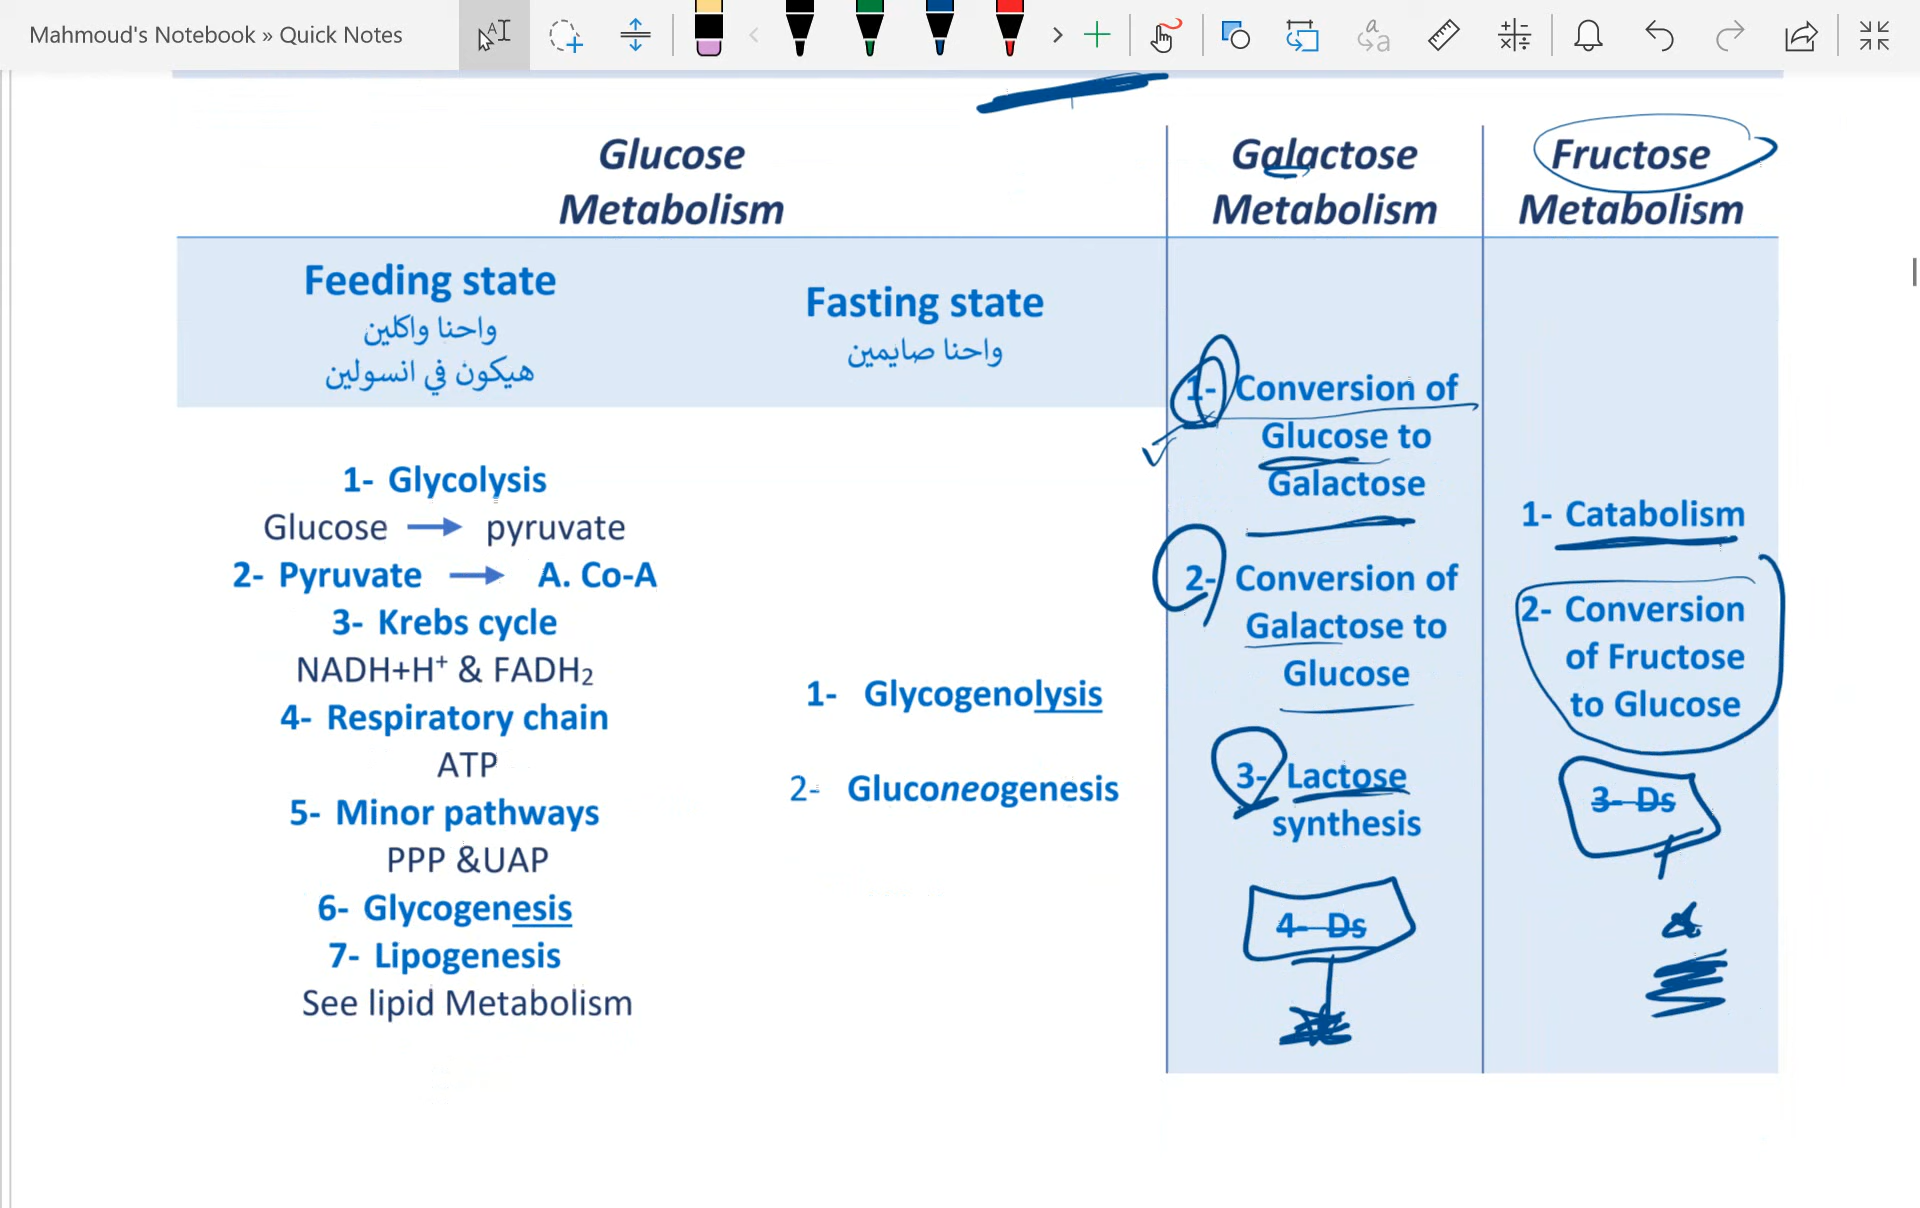 Mahmoud's Notebook » Quick Notes
Glucose
Metabolism
Galactose
Metabolism
Fructose
Metabolism
Feeding state
واحنا واكلين
هيكون في انسولين
Fasting state
واحنا صايمين
1- Glycolysis
Glucose → pyruvate
2- Pyruvate → A. Co-A
3- Krebs cycle
NADH+H⁺ & FADH₂
4- Respiratory chain
ATP
5- Minor pathways
PPP &UAP
6- Glycogenesis
7- Lipogenesis
See lipid Metabolism
1- Glycogenolysis
2- Gluconeogenesis
1- Conversion of
Glucose to
Galactose
2- Conversion of
Galactose to
Glucose
3- Lactose
synthesis
4- Ds
1- Catabolism
2- Conversion
of Fructose
to Glucose
3- Ds